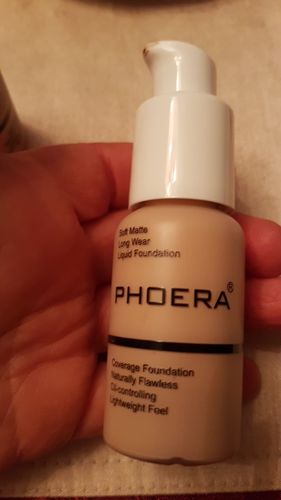 Soft Matte
Long Wear
Liquid Foundation
PHOERA®
Coverage Foundation
Naturally Flawless
Oil-controlling
Lightweight Feel